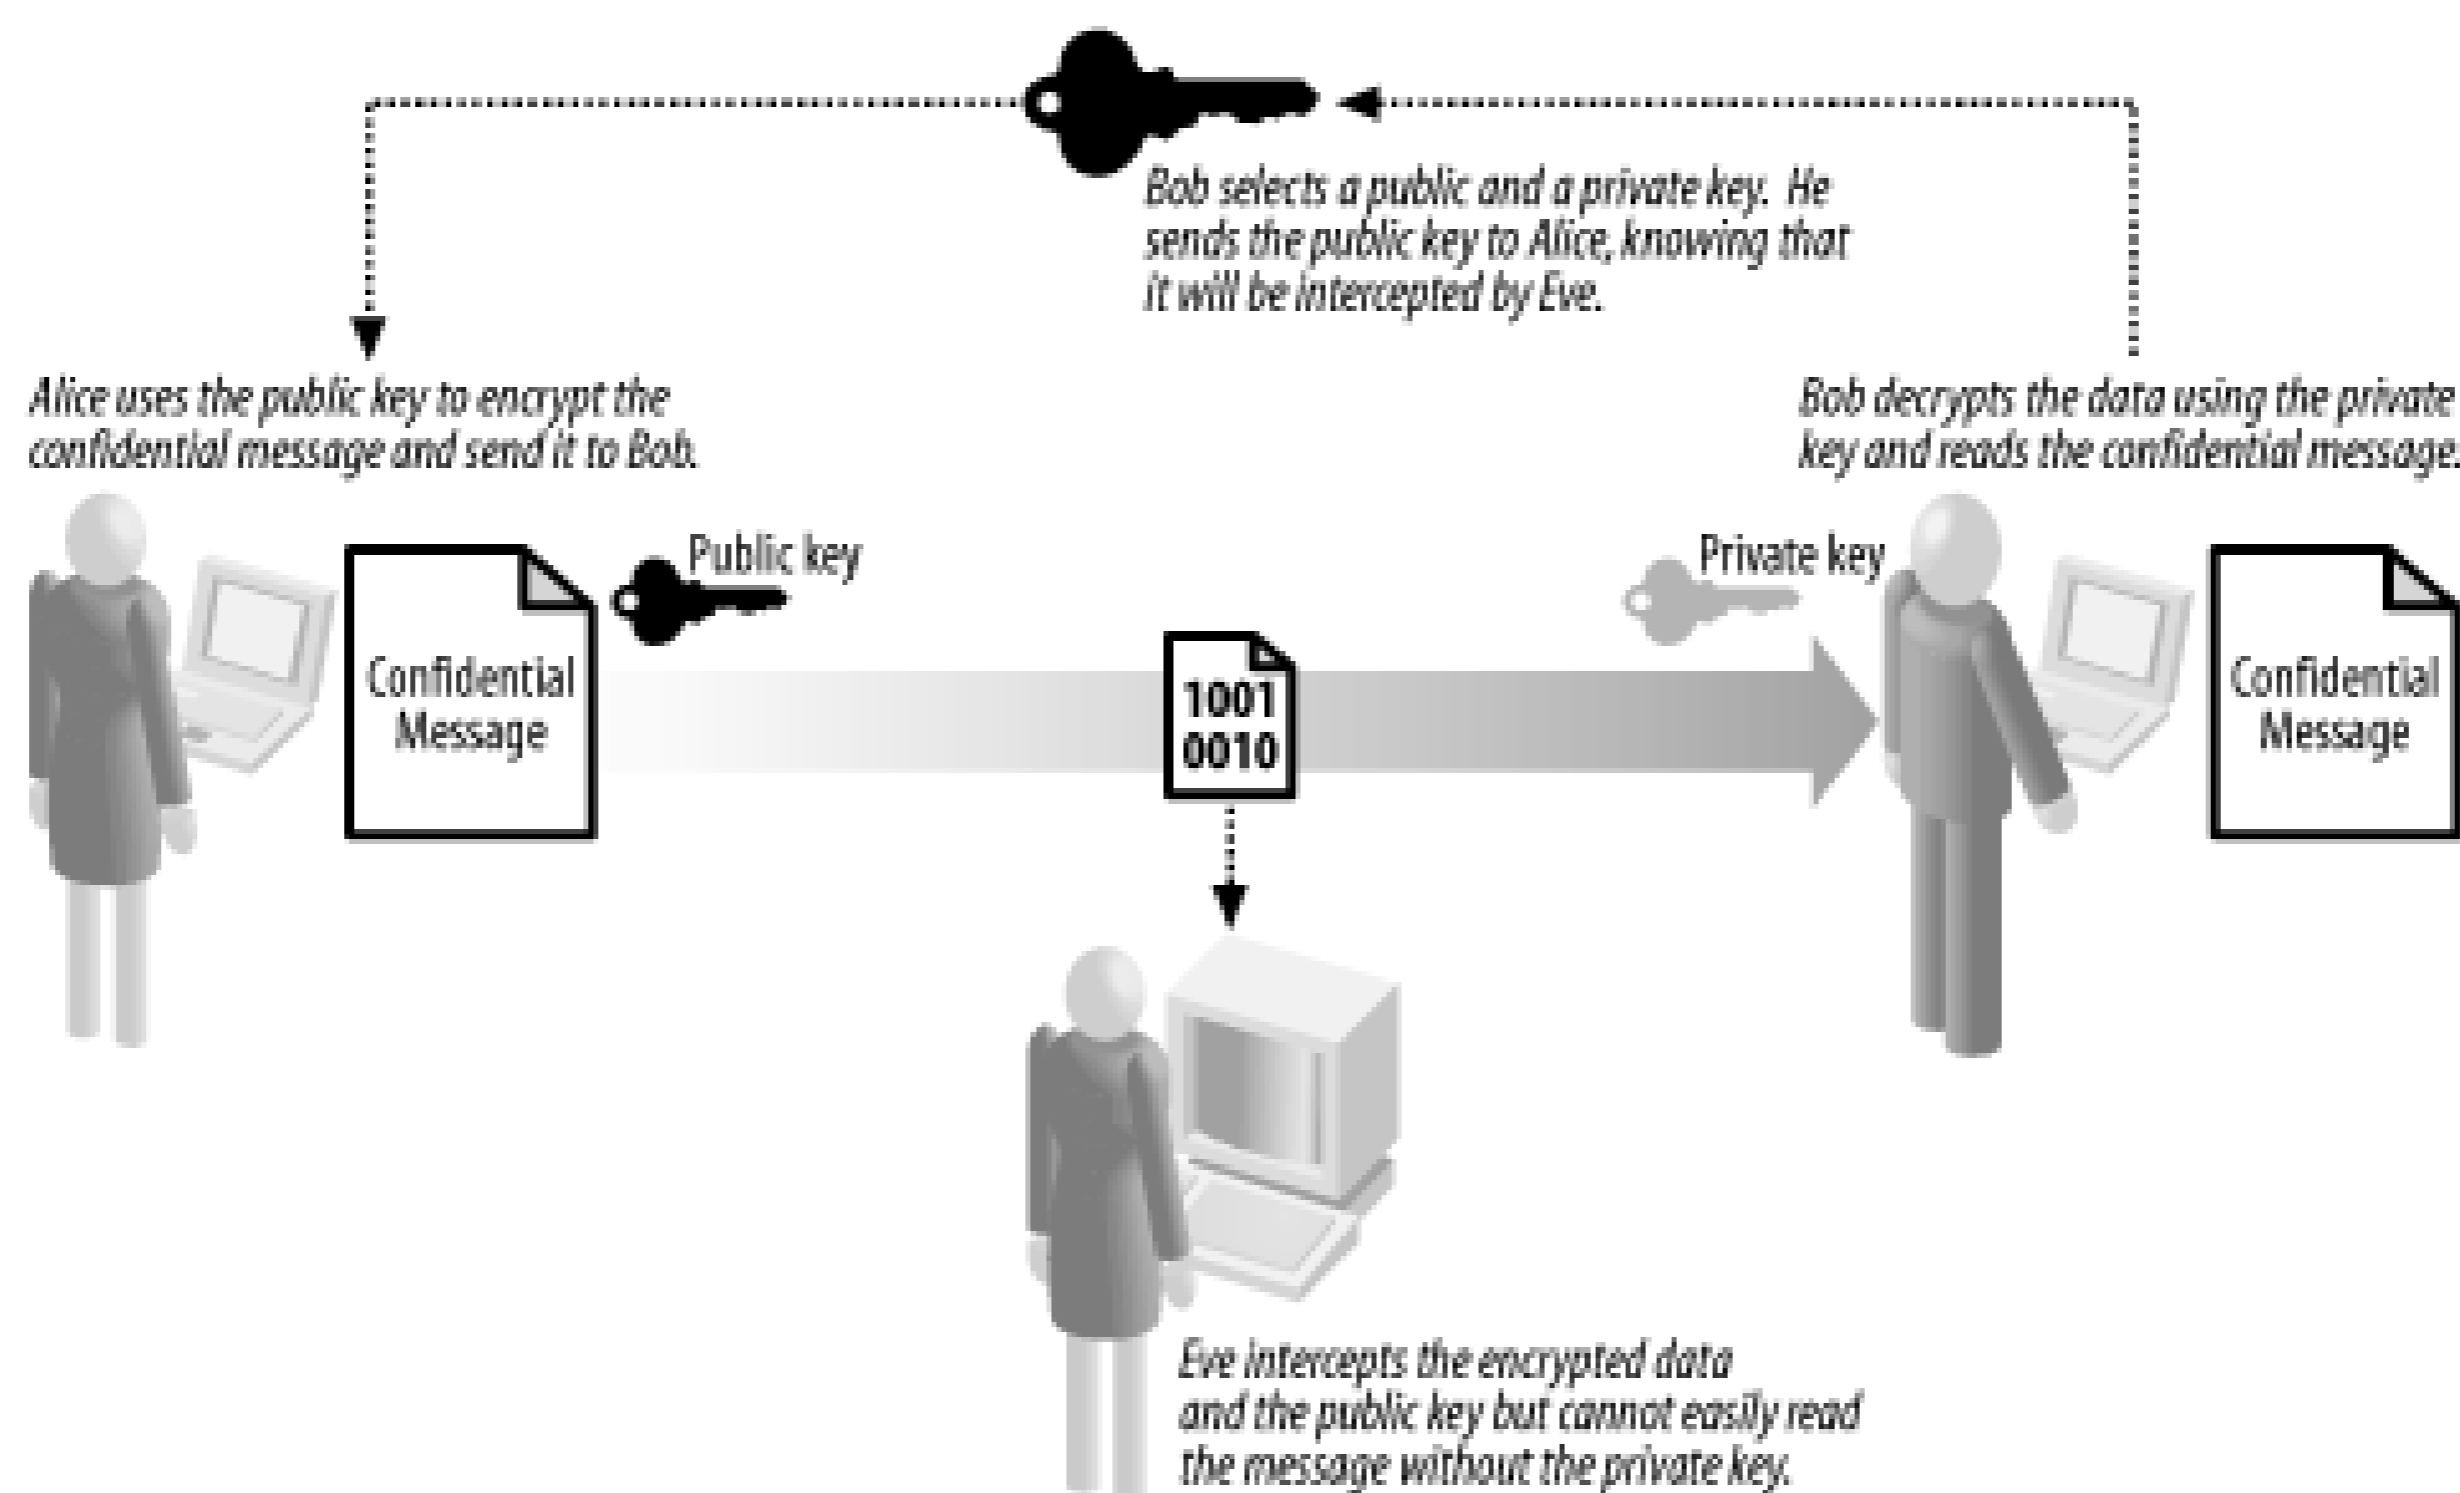 Bob selects a public and a private key. He
sends the public key to Alice, knowing that
it will be intercepted by Eve.
Alice uses the public key to encrypt the
confidential message and send it to Bob.
Bob decrypts the data using the private
key and reads the confidential message.
Public key
Private key
Confidential
Message
1001
0010
Confidential
Message
Eve intercepts the encrypted data
and the public key but cannot easily read
the message without the private key.